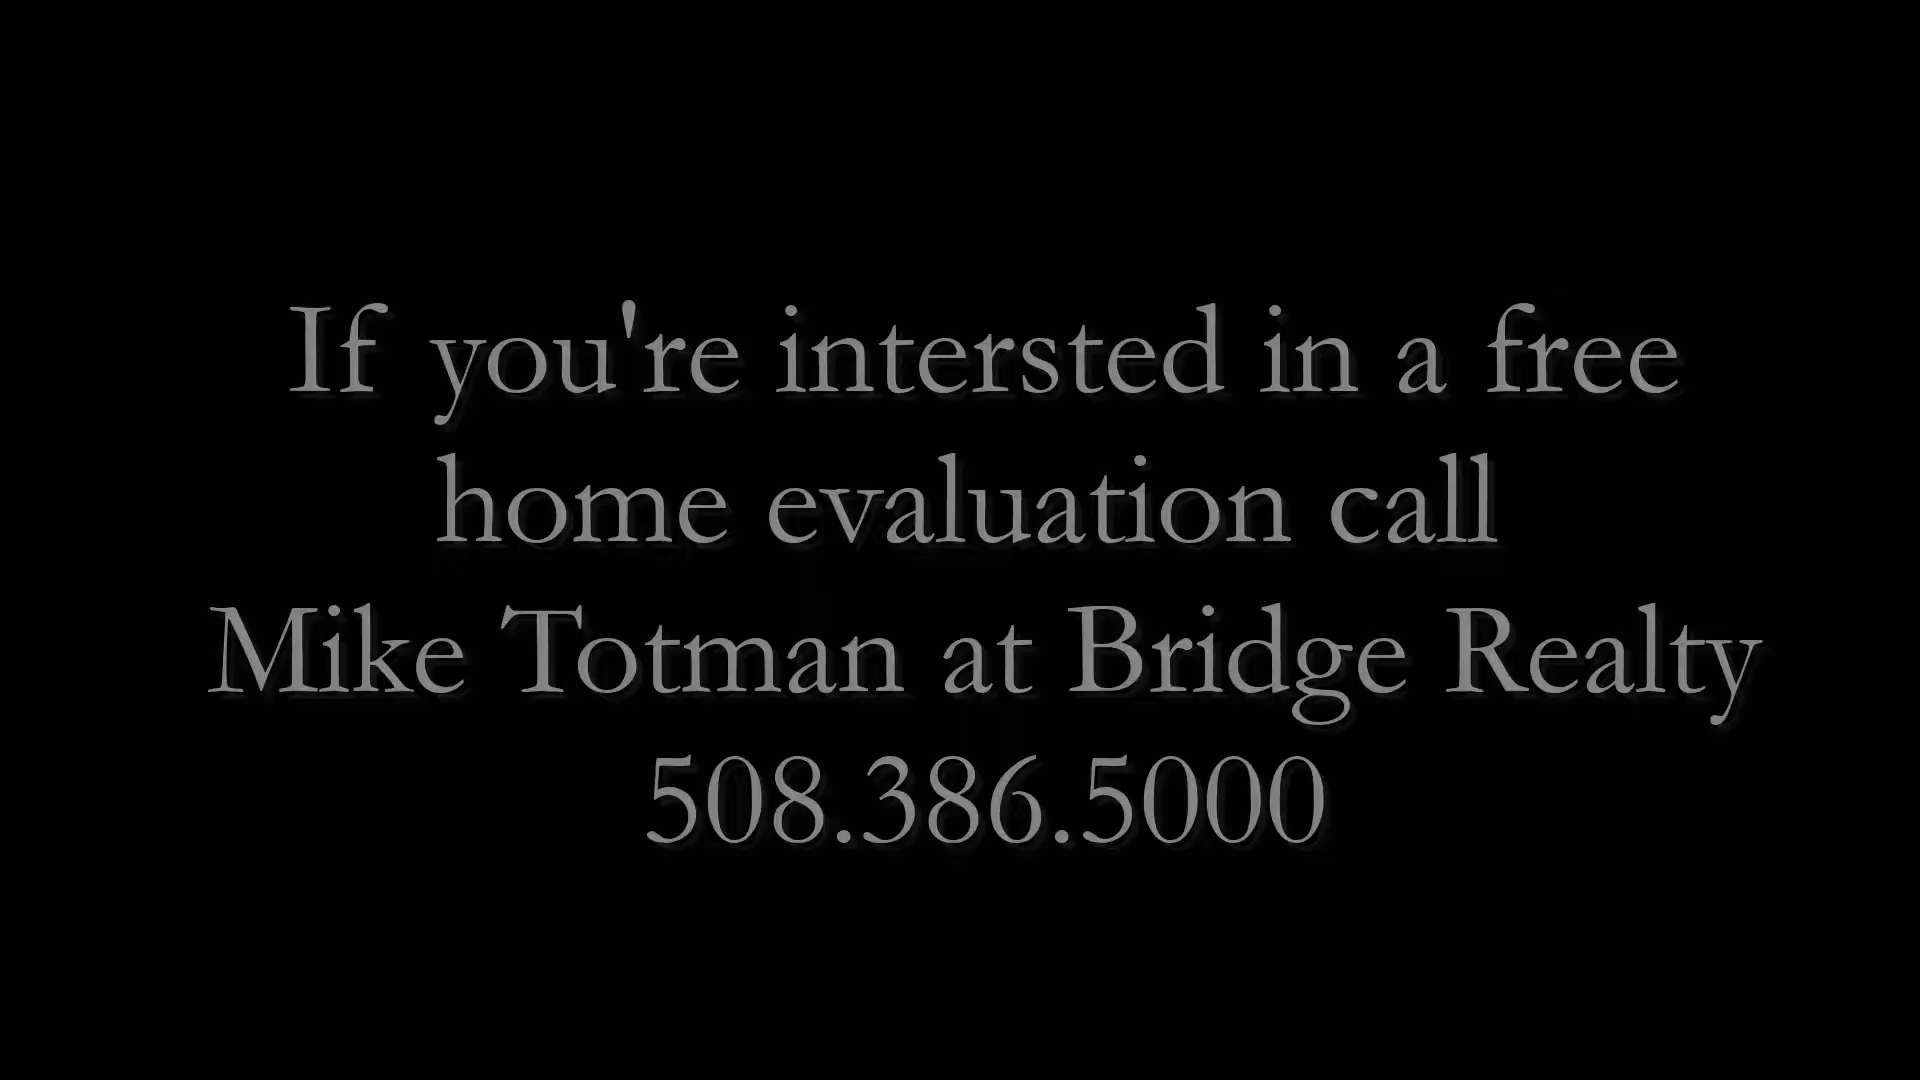 If you're intersted in a free
home evaluation call
Mike Totman at Bridge Realty
508.386.5000